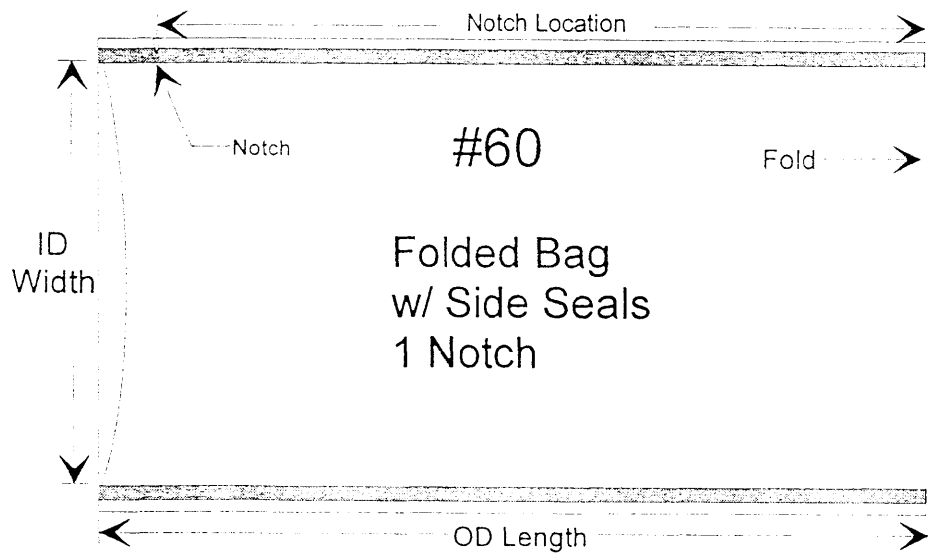 Notch Location
Notch
#60
Fold
ID
Width
Folded Bag
w/ Side Seals
1 Notch
OD Length